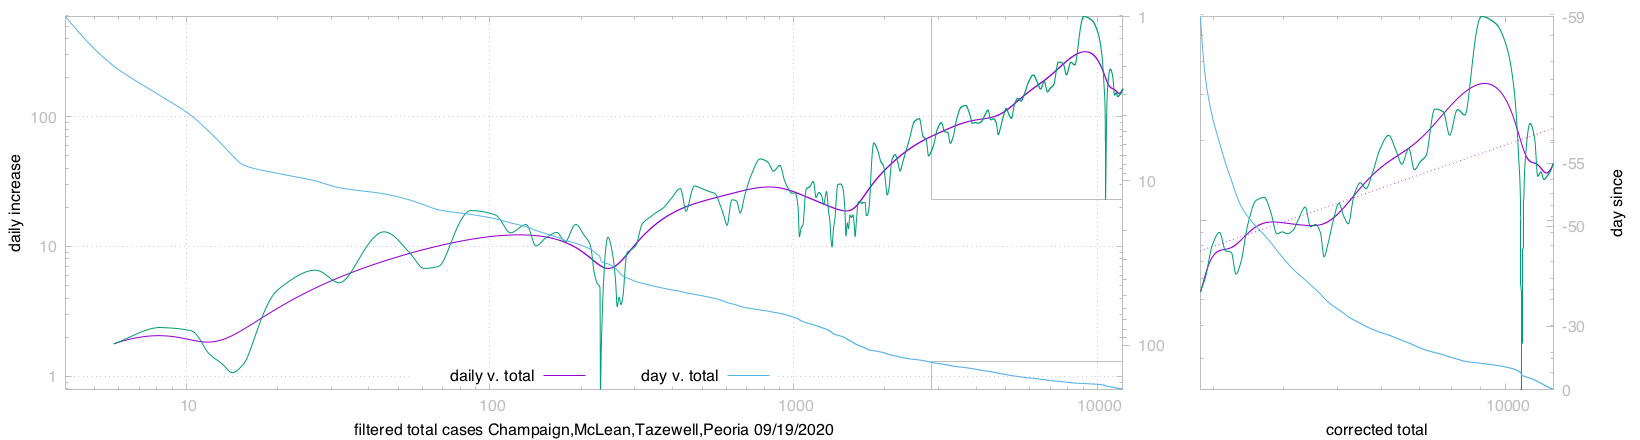 daily increase
100
10
1
daily v. total
day v. total
10
100
1000
10000
1
10
100
filtered total cases Champaign,McLean,Tazewell,Peoria 09/19/2020
10000
corrected total
-59
-55
-50
-30
0
day since